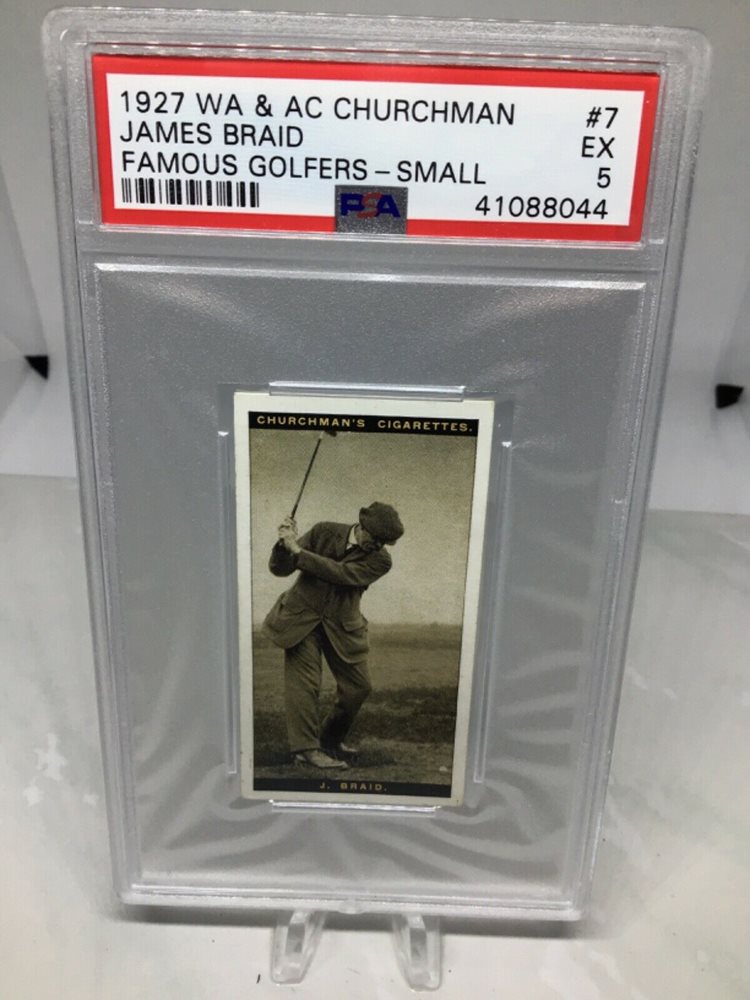 1927 WA & AC CHURCHMAN #7
JAMES BRAID EX
FAMOUS GOLFERS – SMALL 5
PSA 41088044
CHURCHMAN'S CIGARETTES.
J. BRAID.